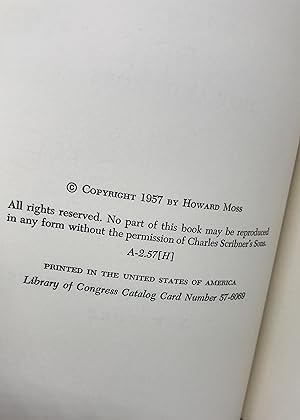 © Copyright 1957 by Howard Moss
All rights reserved. No part of this book may be reproduced
in any form without the permission of Charles Scribner's Sons.
A-2.57[H]
PRINTED IN THE UNITED STATES OF AMERICA
Library of Congress Catalog Card Number 57-6069